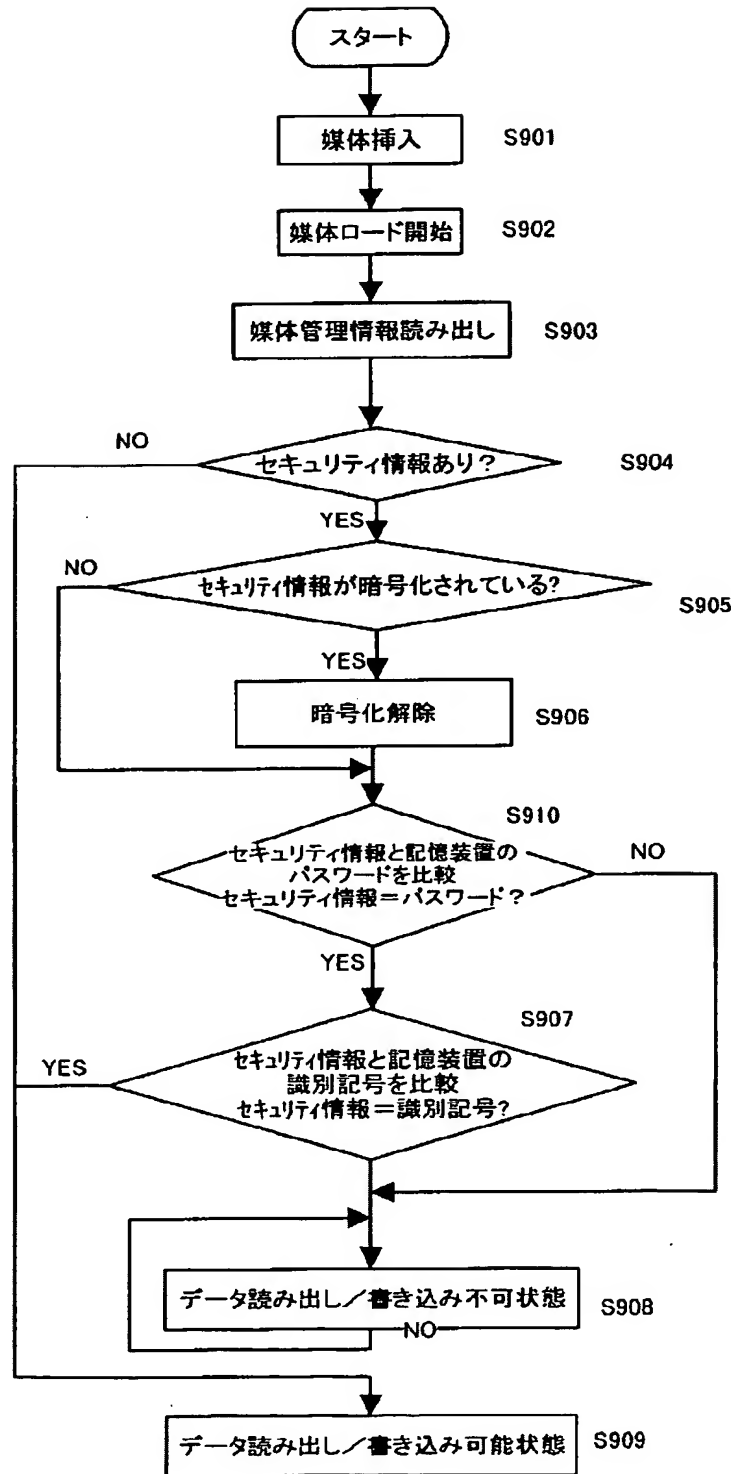 スタート
媒体挿入
S901
媒体ロード開始
S902
媒体管理情報読み出し
S903
NO
セキュリティ情報あり？
S904
YES
NO
セキュリティ情報が暗号化されている？
S905
YES
暗号化解除
S906
S910
セキュリティ情報と記憶装置の
パスワードを比較
セキュリティ情報＝パスワード？
NO
YES
S907
YES
セキュリティ情報と記憶装置の
識別記号を比較
セキュリティ情報＝識別記号？
データ読み出し／書き込み不可状態
S908
NO
データ読み出し／書き込み可能状態
S909